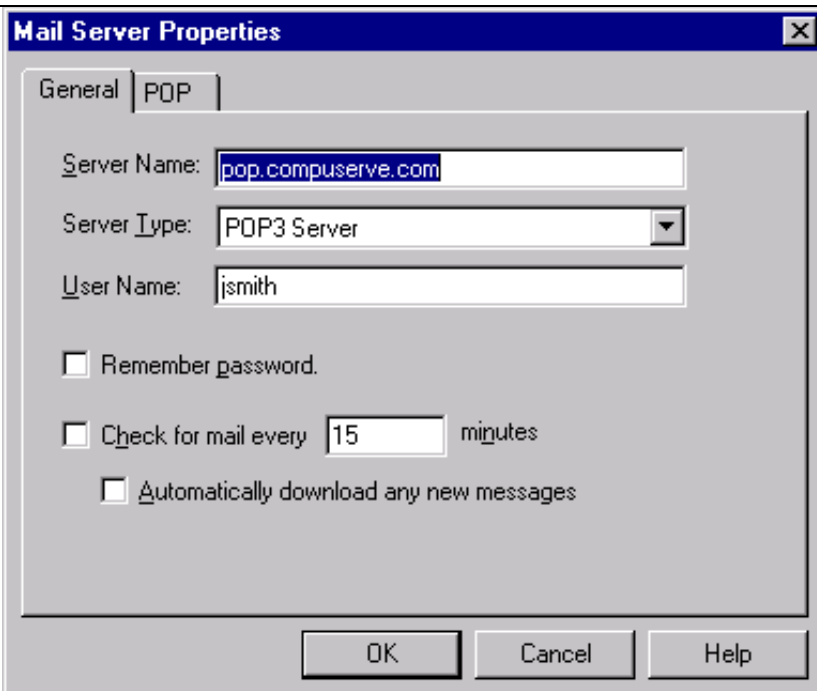 Mail Server Properties
General POP
Server Name: pop.compuserve.com
Server Type: POP3 Server
User Name: jsmith
Remember password.
Check for mail every 15 minutes
Automatically download any new messages
OK Cancel Help